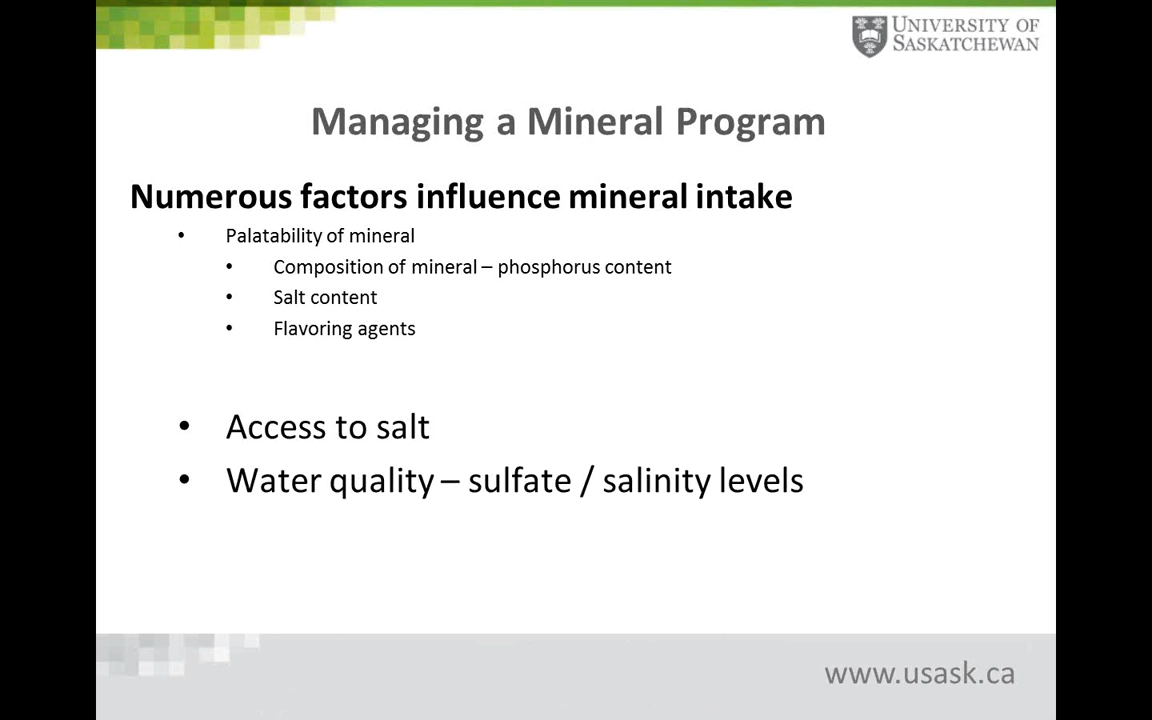 UNIVERSITY OF
SASKATCHEWAN
Managing a Mineral Program
Numerous factors influence mineral intake
• Palatability of mineral
• Composition of mineral – phosphorus content
• Salt content
• Flavoring agents
• Access to salt
• Water quality – sulfate / salinity levels
www.usask.ca